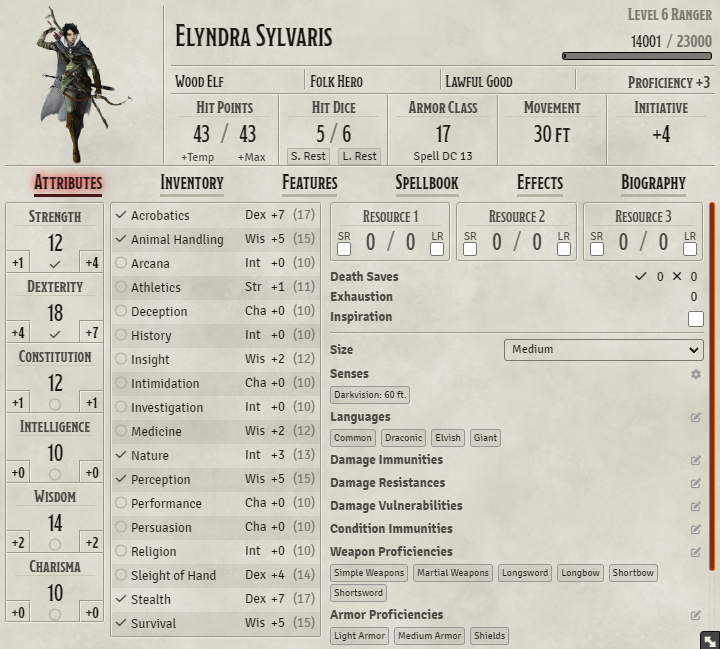 Elyndra Sylvaris
Level 6 Ranger
14001 / 23000
Wood Elf Folk Hero Lawful Good Proficiency +3
Hit Points Hit Dice Armor Class Movement Initiative
43 / 43 5 / 6 17 30 ft +4
+Temp +Max S. Rest L. Rest Spell DC 13
Attributes Inventory Features Spellbook Effects Biography
Strength
12
+1 +4
Dexterity
18
+4 +7
Constitution
12
+1 +1
Intelligence
10
+0 +0
Wisdom
14
+2 +2
Charisma
10
+0 +0
Acrobatics Dex +7 (17)
Animal Handling Wis +5 (15)
Arcana Int +0 (10)
Athletics Str +1 (11)
Deception Cha +0 (10)
History Int +0 (10)
Insight Wis +2 (12)
Intimidation Cha +0 (10)
Investigation Int +0 (10)
Medicine Wis +2 (12)
Nature Int +3 (13)
Perception Wis +5 (15)
Performance Cha +0 (10)
Persuasion Cha +0 (10)
Religion Int +0 (10)
Sleight of Hand Dex +4 (14)
Stealth Dex +7 (17)
Survival Wis +5 (15)
Resource 1 Resource 2 Resource 3
SR 0 / 0 LR SR 0 / 0 LR SR 0 / 0 LR
Death Saves 0 0
Exhaustion 0
Inspiration
Size Medium
Senses
Darkvision: 60 ft.
Languages
Common Draconic Elvish Giant
Damage Immunities
Damage Resistances
Damage Vulnerabilities
Condition Immunities
Weapon Proficiencies
Simple Weapons Martial Weapons Longsword Longbow Shortbow
Shortsword
Armor Proficiencies
Light Armor Medium Armor Shields